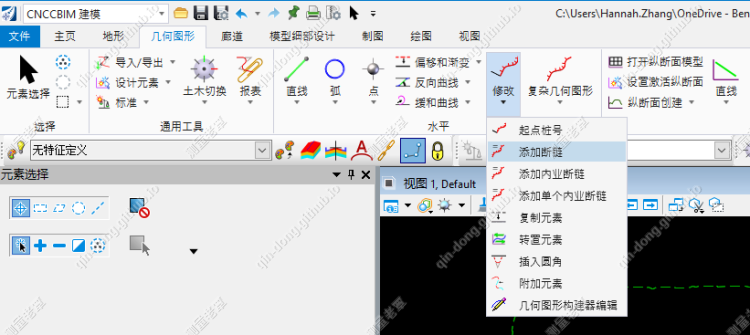 CNCCBIM 建模
C:\Users\Hannah.Zhang\OneDrive - Ben
文件 主页 地形 几何图形 廊道 模型细部设计 制图 绘图 视图
元素选择
选择
导入/导出
设计元素
标准
土木切换
报表
通用工具
直线
弧
点
偏移和渐变
反向曲线
缓和曲线
水平
修改
复杂几何图形
打开纵断面模型
设置激活纵断面
纵断面创建
直线
无特征定义
起点桩号
添加断链
添加内业断链
添加单个内业断链
复制元素
转置元素
插入圆角
附加元素
几何图形构建器编辑
元素选择
视图 1, Default
测量老覃
qin-dong.github.io